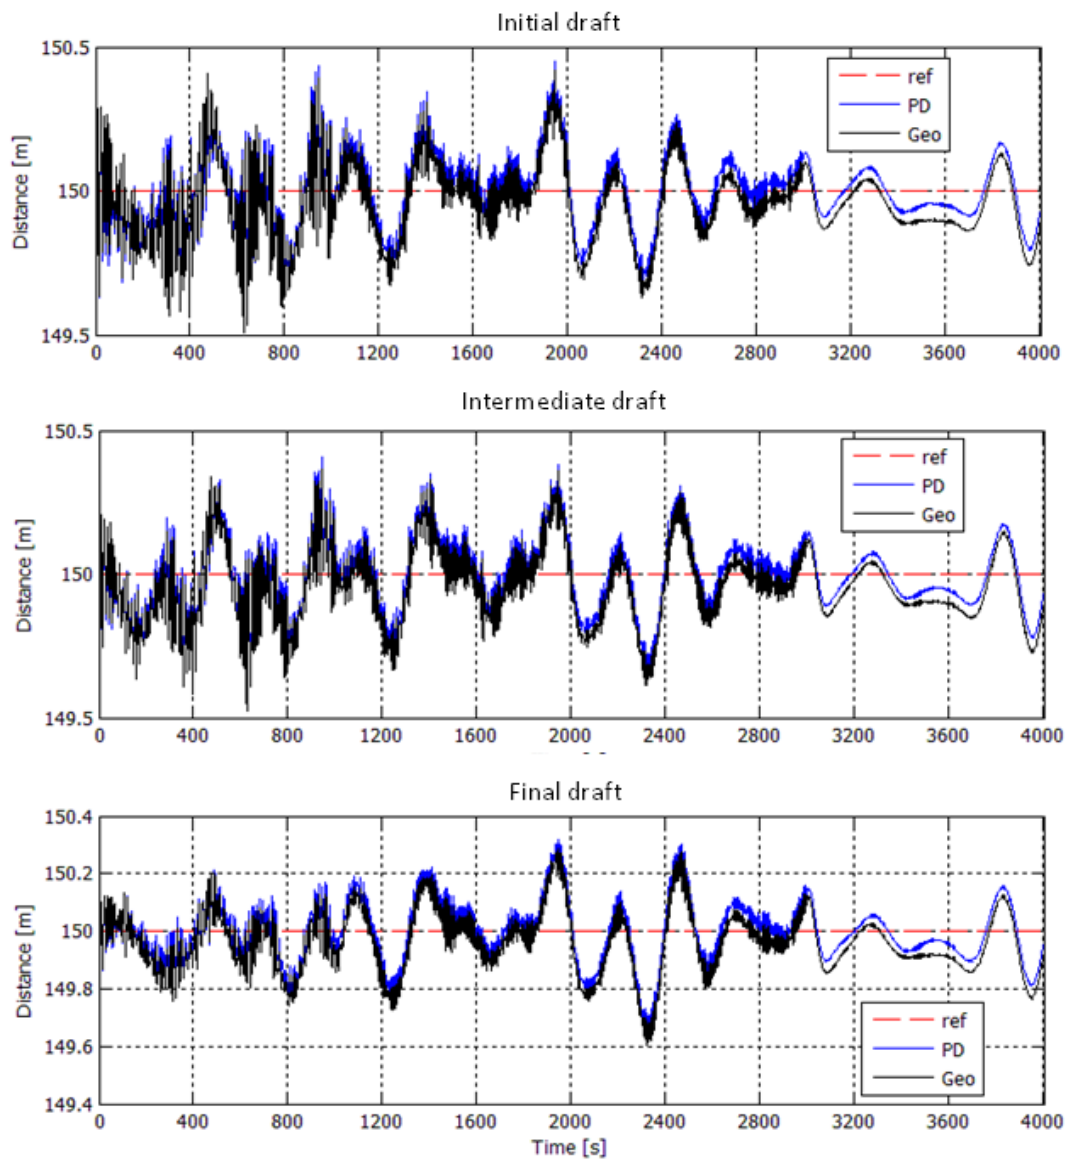 Initial draft
150.5
150
149.5
Distance [m]
ref
PD
Geo
0 400 800 1200 1600 2000 2400 2800 3200 3600 4000
Intermediate draft
150.5
150
149.5
Distance [m]
ref
PD
Geo
0 400 800 1200 1600 2000 2400 2800 3200 3600 4000
Final draft
150.4
150.2
150
149.8
149.6
149.4
Distance [m]
ref
PD
Geo
0 400 800 1200 1600 2000 2400 2800 3200 3600 4000
Time [s]